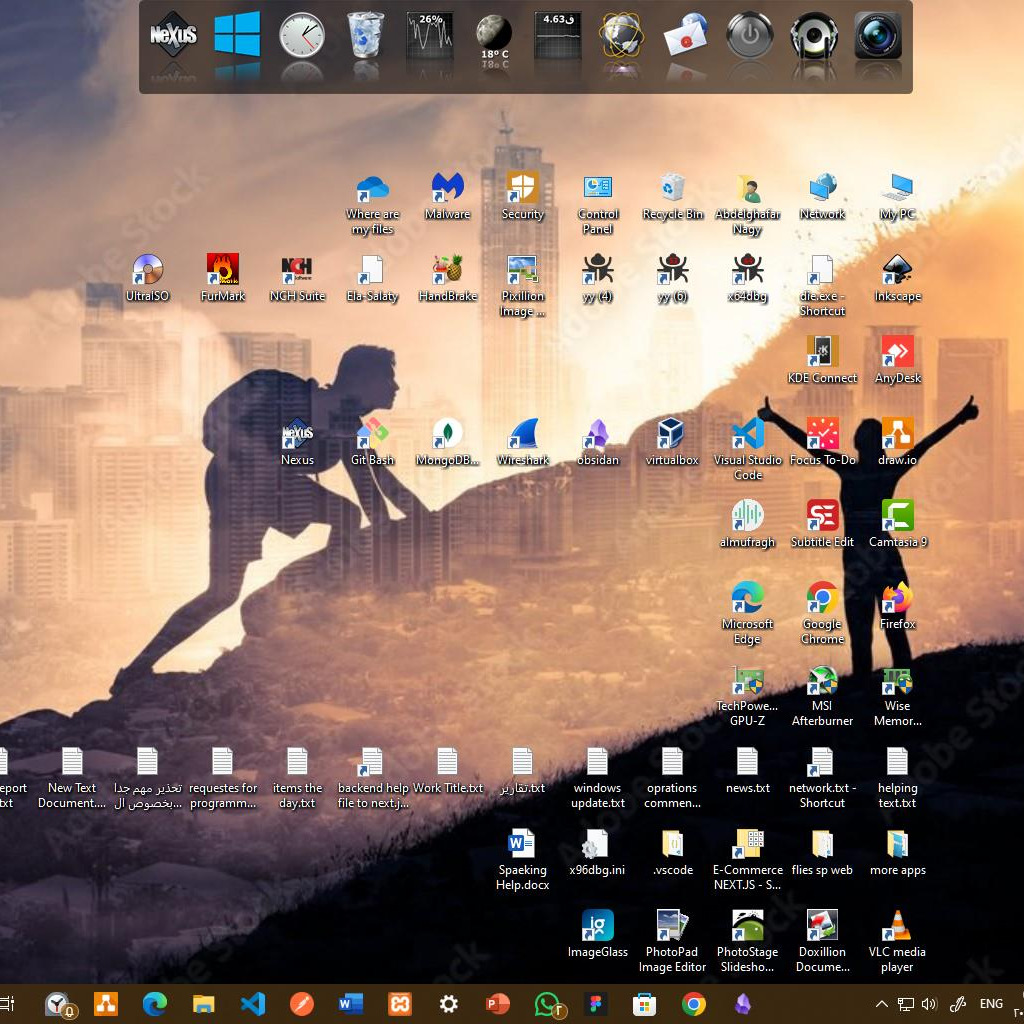 NeXUS
26%
18° C
4.63ق
Where are
my files
Malware
Security
Control
Panel
Recycle Bin
Abdelghafar
Nagy
Network
My PC
UltraISO
FurMark
NCH Suite
Ela-Salaty
HandBrake
Pixillion
Image ...
yy (4)
yy (6)
x64dbg
die.exe -
Shortcut
Inkscape
KDE Connect
AnyDesk
Nexus
Git Bash
MongoDB...
Wireshark
obsidan
virtualbox
Visual Studio
Code
Focus To-Do
draw.io
almufragh
Subtitle Edit
Camtasia 9
Microsoft
Edge
Google
Chrome
Firefox
TechPowe...
GPU-Z
MSI
Afterburner
Wise
Memor...
eport
txt
New Text
Document....
تحذير مهم جدا
بخصوص ال...
requestes for
programm...
items the
day.txt
backend help
file to next.j...
Work Title.txt
تقارير.txt
windows
update.txt
oprations
commen...
news.txt
network.txt -
Shortcut
helping
text.txt
Spaeking
Help.docx
x96dbg.ini
.vscode
E-Commerce
NEXT.JS - S...
flies sp web
more apps
ImageGlass
PhotoPad
Image Editor
PhotoStage
Slidesho...
Doxillion
Docume...
VLC media
player
ENG